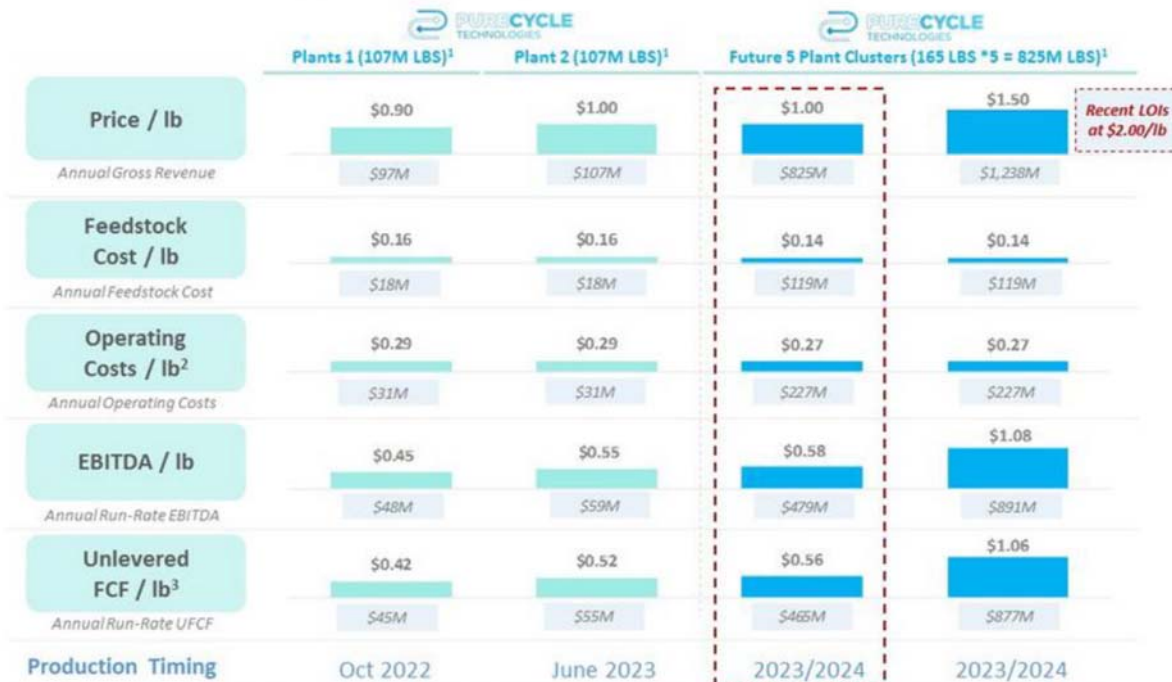 PURECYCLE
TECHNOLOGIES
PURECYCLE
TECHNOLOGIES
Plants 1 (107M LBS)¹
Plant 2 (107M LBS)¹
Future 5 Plant Clusters (165 LBS *5 = 825M LBS)¹
Price / lb
Annual Gross Revenue
$0.90
$97M
$1.00
$107M
$1.00
$825M
$1.50
$1,238M
Recent LOIs
at $2.00/lb
Feedstock
Cost / lb
Annual Feedstock Cost
$0.16
$18M
$0.16
$18M
$0.14
$119M
$0.14
$119M
Operating
Costs / lb²
Annual Operating Costs
$0.29
$31M
$0.29
$31M
$0.27
$227M
$0.27
$227M
EBITDA / lb
Annual Run-Rate EBITDA
$0.45
$48M
$0.55
$59M
$0.58
$479M
$1.08
$891M
Unlevered
FCF / lb³
Annual Run-Rate UFCF
$0.42
$45M
$0.52
$55M
$0.56
$465M
$1.06
$877M
Production Timing
Oct 2022
June 2023
2023/2024
2023/2024